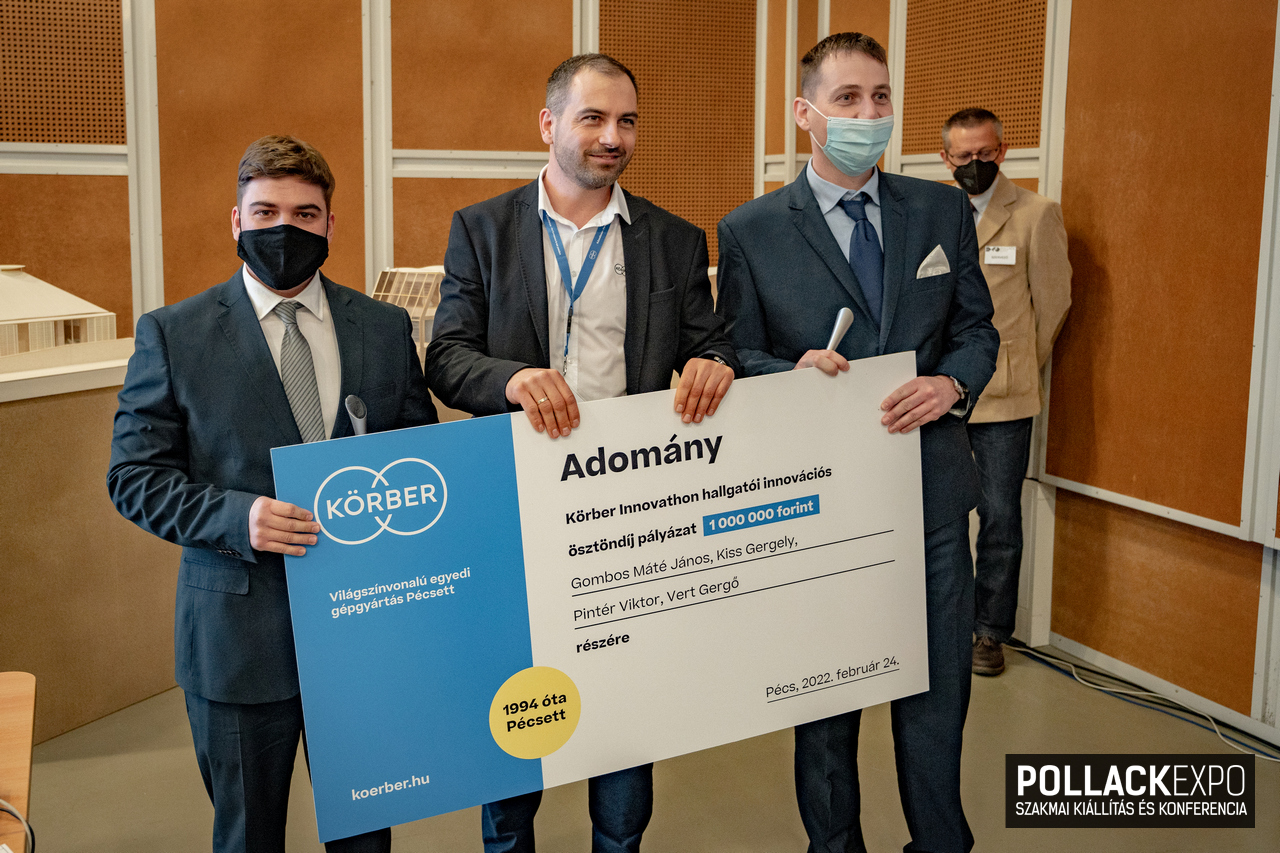 KÖRBER
Világszínvonalú egyedi
gépgyártás Pécsett
1994 óta
Pécsett
koerber.hu
Adomány
Körber Innovathon hallgatói innovációs
ösztöndíj pályázat 1 000 000 forint
Gombos Máté János, Kiss Gergely,
Pintér Viktor, Vert Gergő
részére
Pécs, 2022. február 24.
POLLACKEXPO
SZAKMAI KIÁLLÍTÁS ÉS KONFERENCIA